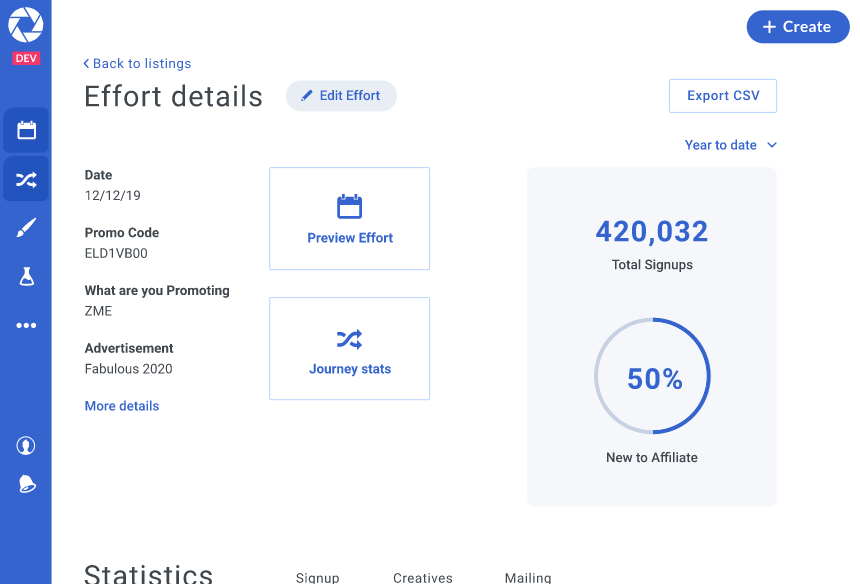 Create
DEV
Back to listings
Effort details
Edit Effort
Export CSV
Year to date
Date
12/12/19
Promo Code
ELD1VB00
What are you Promoting
ZME
Advertisement
Fabulous 2020
More details
Preview Effort
Journey stats
420,032
Total Signups
50%
New to Affiliate
Statistics
Signup
Creatives
Mailing